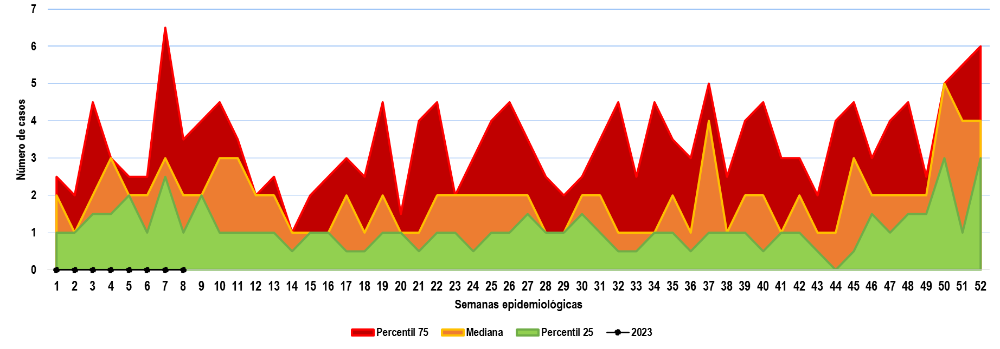 7
6
5
4
3
2
1
0
Número de casos
1 2 3 4 5 6 7 8 9 10 11 12 13 14 15 16 17 18 19 20 21 22 23 24 25 26 27 28 29 30 31 32 33 34 35 36 37 38 39 40 41 42 43 44 45 46 47 48 49 50 51 52
Semanas epidemiológicas
Percentil 75 Mediana Percentil 25 2023